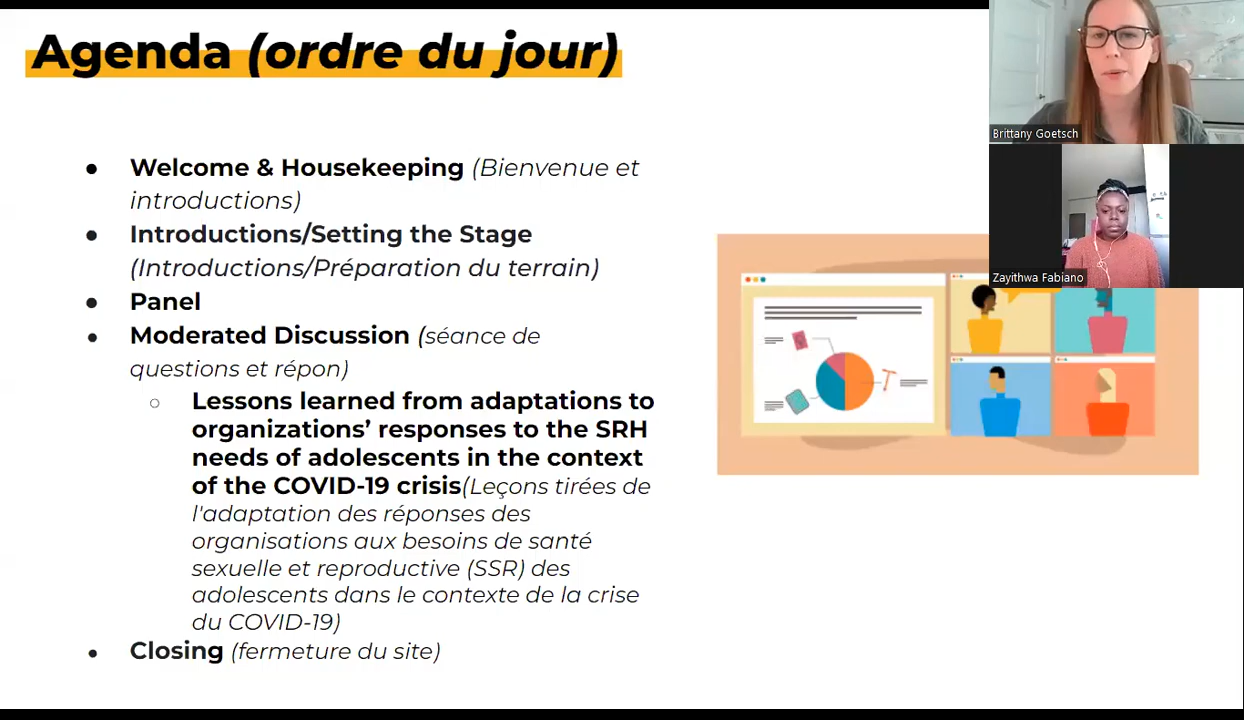 Agenda (ordre du jour)
● Welcome & Housekeeping (Bienvenue et
introductions)
● Introductions/Setting the Stage
(Introductions/Préparation du terrain)
● Panel
● Moderated Discussion (séance de
questions et répon)
○ Lessons learned from adaptations to
organizations’ responses to the SRH
needs of adolescents in the context
of the COVID-19 crisis(Leçons tirées de
l'adaptation des réponses des
organisations aux besoins de santé
sexuelle et reproductive (SSR) des
adolescents dans le contexte de la crise
du COVID-19)
● Closing (fermeture du site)
Brittany Goetsch
Zayithwa Fabiano